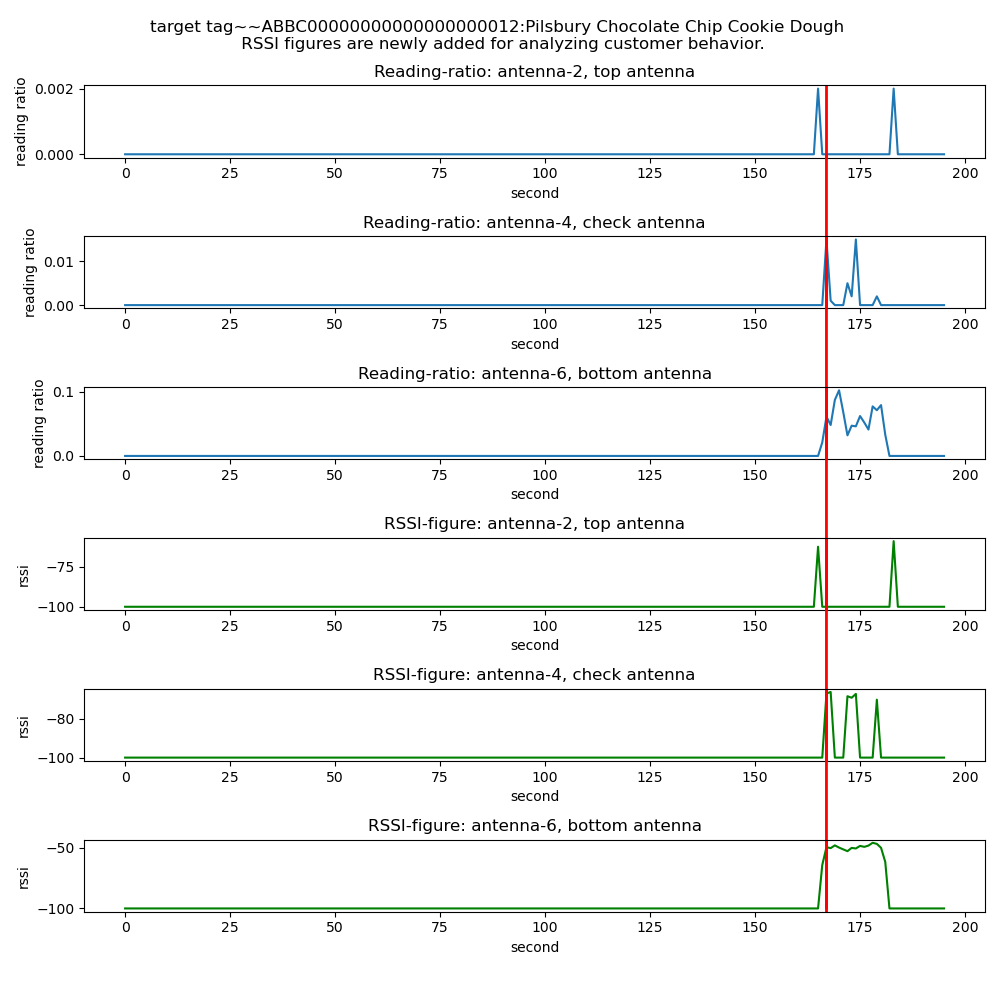 target tag~~ABBC00000000000000000012:Pilsbury Chocolate Chip Cookie Dough
RSSI figures are newly added for analyzing customer behavior.
Reading-ratio: antenna-2, top antenna
reading ratio
0.002
0.000
0 25 50 75 100 125 150 175 200
second
Reading-ratio: antenna-4, check antenna
reading ratio
0.01
0.00
0 25 50 75 100 125 150 175 200
second
Reading-ratio: antenna-6, bottom antenna
reading ratio
0.1
0.0
0 25 50 75 100 125 150 175 200
second
RSSI-figure: antenna-2, top antenna
rssi
−75
−100
0 25 50 75 100 125 150 175 200
second
RSSI-figure: antenna-4, check antenna
rssi
−80
−100
0 25 50 75 100 125 150 175 200
second
RSSI-figure: antenna-6, bottom antenna
rssi
−50
−100
0 25 50 75 100 125 150 175 200
second